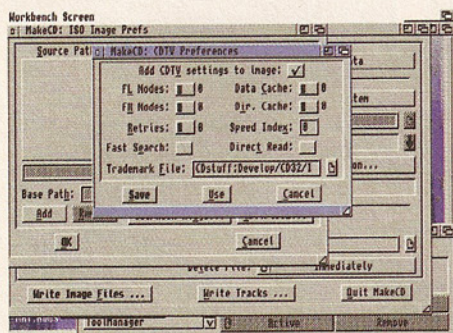 Workbench Screen
MakeCD: ISO Image Prefs
MakeCD: CDTV Preferences
Source Pat
Add CDTV settings to Image:
FL Nodes: 0 Data Cache: 0
FR Nodes: 0 Dir. Cache: 0
Retries: 0 Speed Index: 0
Fast Search: Direct Read:
Trademark File: CDstuff:Develop/CD32/I
Save Use Cancel
Base Path:
Add
OK Cancel
Immediately
Write Image Files ... Write Tracks ... Quit MakeCD
ToolManager Active Remove